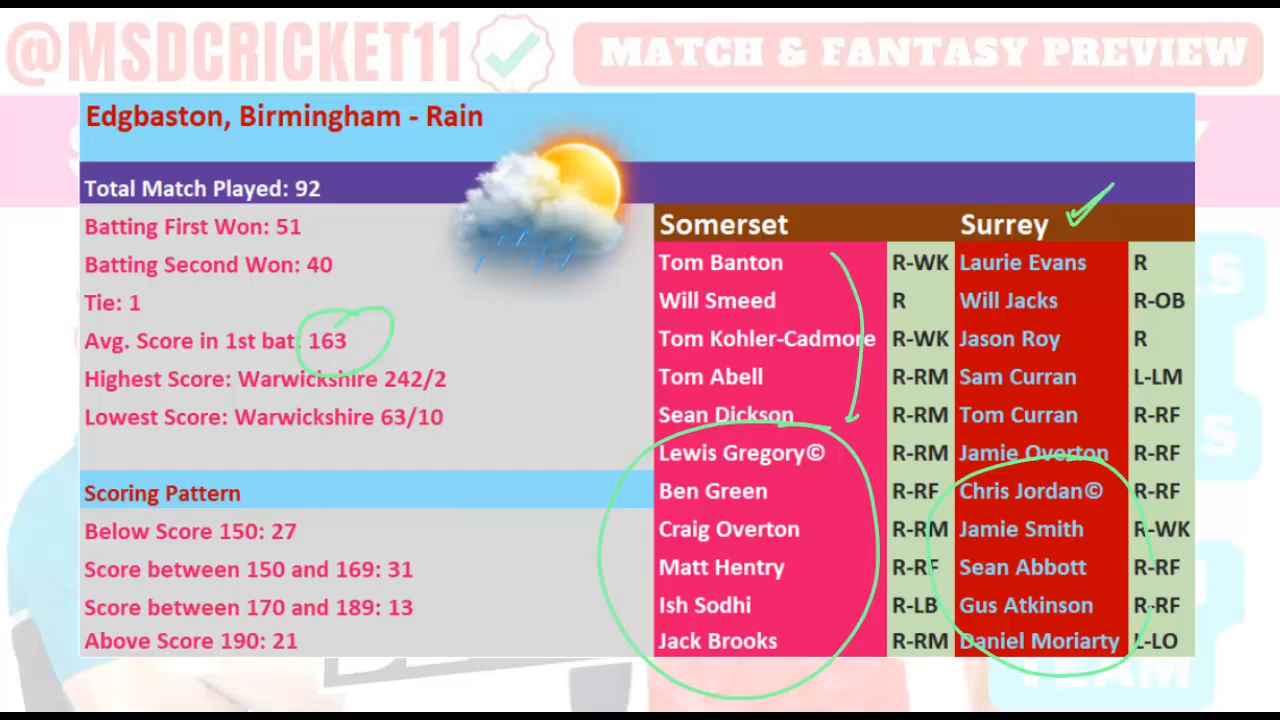 @MSDCRICKET11 MATCH & FANTASY PREVIEW
Edgbaston, Birmingham - Rain
Total Match Played: 92
Batting First Won: 51
Batting Second Won: 40
Tie: 1
Avg. Score in 1st bat: 163
Highest Score: Warwickshire 242/2
Lowest Score: Warwickshire 63/10
Scoring Pattern
Below Score 150: 27
Score between 150 and 169: 31
Score between 170 and 189: 13
Above Score 190: 21
Somerset Surrey
Tom Banton R-WK Laurie Evans R
Will Smeed R Will Jacks R-OB
Tom Kohler-Cadmore R-WK Jason Roy R
Tom Abell R-RM Sam Curran L-LM
Sean Dickson R-RM Tom Curran R-RF
Lewis Gregory© R-RM Jamie Overton R-RF
Ben Green R-RF Chris Jordan© R-RF
Craig Overton R-RM Jamie Smith R-WK
Matt Henry R-RF Sean Abbott R-RF
Ish Sodhi R-LB Gus Atkinson R-RF
Jack Brooks R-RM Daniel Moriarty L-LO
TEAM